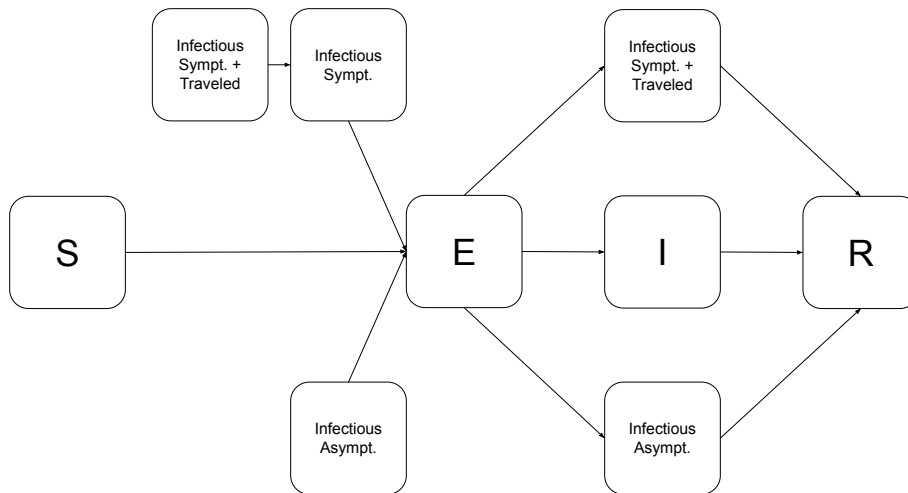 Infectious
Sympt. +
Traveled
Infectious
Sympt.
Infectious
Sympt. +
Traveled
S
E
I
R
Infectious
Asympt.
Infectious
Asympt.